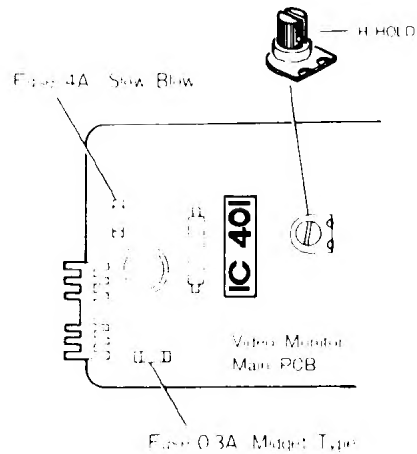 H HOLD
Fuse 4A Slow Blow
IC 401
Video Monitor
Main PCB
Fuse 0.3A Midget Type